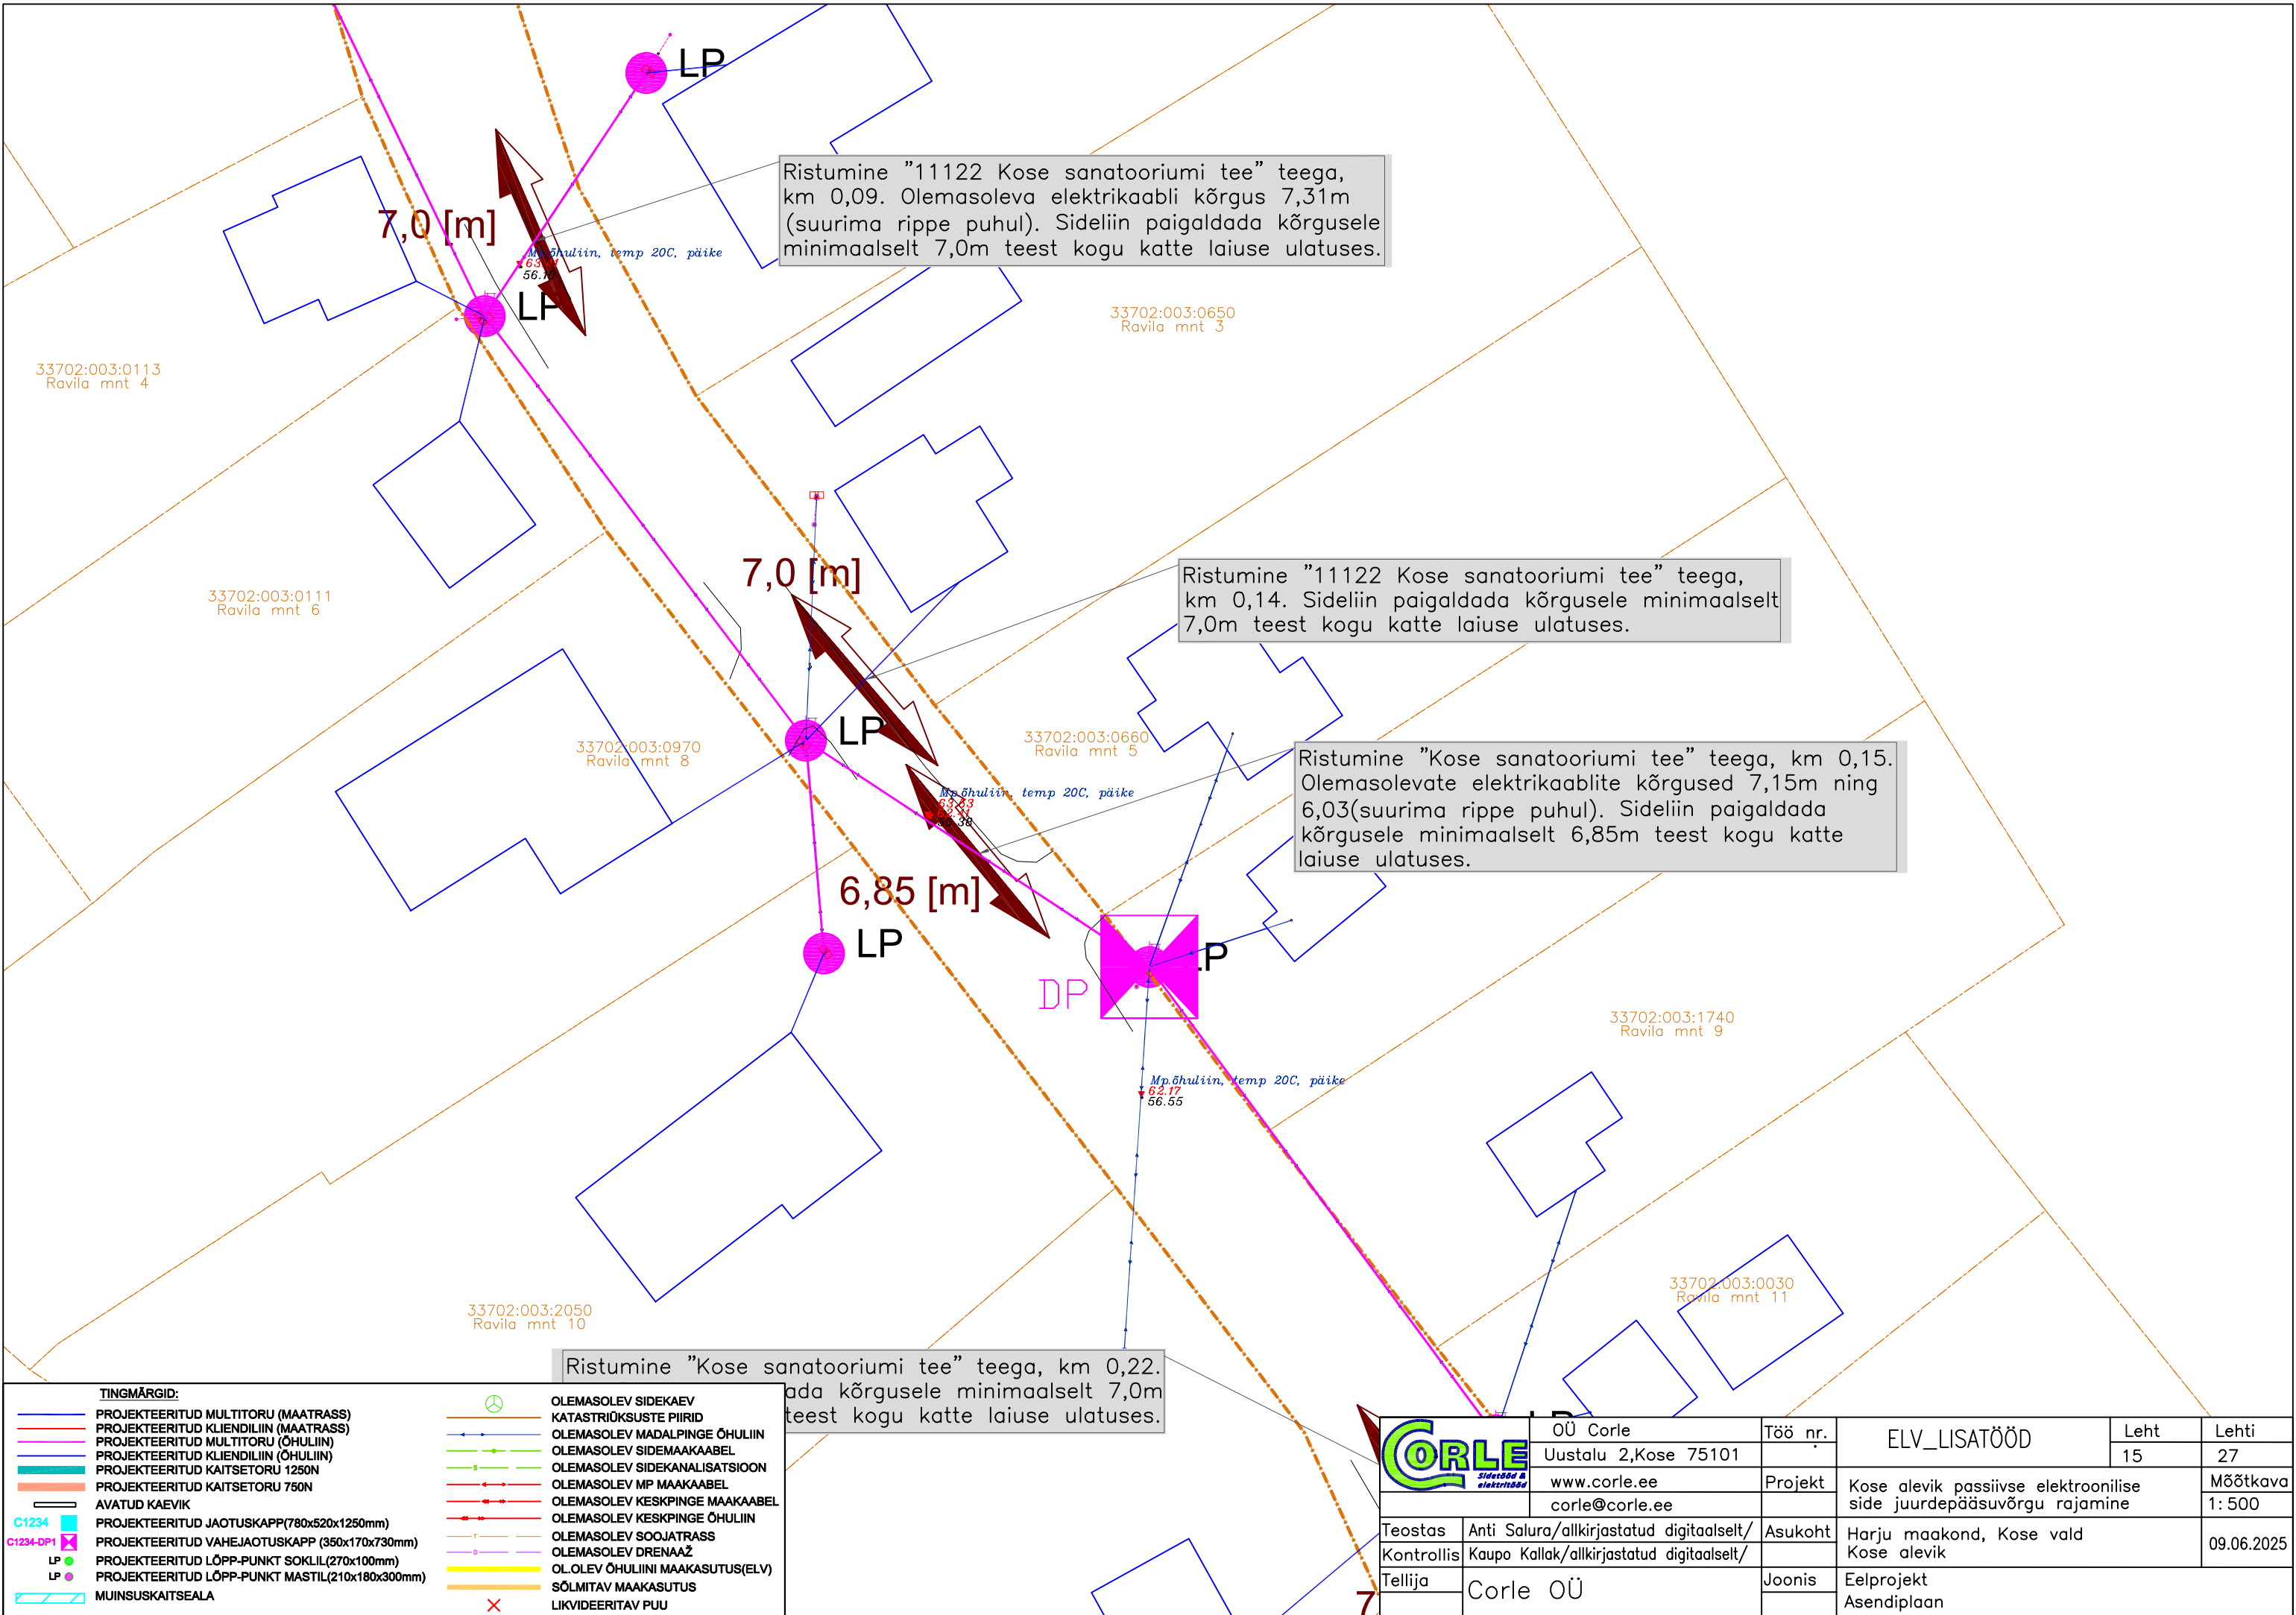 LP
Ristumine "11122 Kose sanatooriumi tee" teega,
km 0,09. Olemasoleva elektrikaabli kõrgus 7,31m
(suurima rippe puhul). Sideliin paigaldada kõrgusele
minimaalselt 7,0m teest kogu katte laiuse ulatuses.
7,0 [m]
Mp.õhuliin, temp 20C, päike
LP
33702:003:0650
Ravila mnt 3
33702:003:0113
Ravila mnt 4
7,0 [m]
Ristumine "11122 Kose sanatooriumi tee" teega,
km 0,14. Sideliin paigaldada kõrgusele minimaalselt
7,0m teest kogu katte laiuse ulatuses.
33702:003:0111
Ravila mnt 6
LP
33702:003:0970
Ravila mnt 8
33702:003:0660
Ravila mnt 5
Ristumine "Kose sanatooriumi tee" teega, km 0,15.
Olemasolevate elektrikaablite kõrgused 7,15m ning
6,03(suurima rippe puhul). Sideliin paigaldada
kõrgusele minimaalselt 6,85m teest kogu katte
laiuse ulatuses.
Mp.õhuliin, temp 20C, päike
63.53
56.38
6,85 [m]
LP
LP
DP
33702:003:1740
Ravila mnt 9
Mp.õhuliin, temp 20C, päike
62.17
56.55
33702:003:0030
Ravila mnt 11
33702:003:2050
Ravila mnt 10
Ristumine "Kose sanatooriumi tee" teega, km 0,22.
ada kõrgusele minimaalselt 7,0m
teest kogu katte laiuse ulatuses.
TINGMÄRGID:
PROJEKTEERITUD MULTITORU (MAATRASS)
PROJEKTEERITUD KLIENDILIIN (MAATRASS)
PROJEKTEERITUD MULTITORU (ÕHULIIN)
PROJEKTEERITUD KLIENDILIIN (ÕHULIIN)
PROJEKTEERITUD KAITSETORU 1250N
PROJEKTEERITUD KAITSETORU 750N
AVATUD KAEVIK
C1234 PROJEKTEERITUD JAOTUSKAPP(780x520x1250mm)
C1234-DP1 PROJEKTEERITUD VAHEJAOTUSKAPP (350x170x730mm)
LP PROJEKTEERITUD LÕPP-PUNKT SOKLIL(270x100mm)
LP PROJEKTEERITUD LÕPP-PUNKT MASTIL(210x180x300mm)
MUINSUSKAITSEALA
OLEMASOLEV SIDEKAEV
KATASTRIÜKSUSTE PIIRID
OLEMASOLEV MADALPINGE ÕHULIIN
OLEMASOLEV SIDEMAAKAABEL
S OLEMASOLEV SIDEKANALISATSIOON
OLEMASOLEV MP MAAKAABEL
OLEMASOLEV KESKPINGE MAAKAABEL
OLEMASOLEV KESKPINGE ÕHULIIN
T OLEMASOLEV SOOJATRASS
D OLEMASOLEV DRENAAŽ
OL.OLEV ÕHULIINI MAAKASUTUS(ELV)
SÕLMITAV MAAKASUTUS
LIKVIDEERITAV PUU
7
CORLE
Sidetööd &
elektritööd
OÜ Corle
Uustalu 2,Kose 75101
www.corle.ee
corle@corle.ee
Töö nr.
ELV_LISATÖÖD
Leht
15
Lehti
27
Projekt
Kose alevik passiivse elektroonilise
side juurdepääsuvõrgu rajamine
Mõõtkava
1:500
Teostas Anti Salura/allkirjastatud digitaalselt/
Kontrollis Kaupo Kallak/allkirjastatud digitaalselt/
Asukoht
Harju maakond, Kose vald
Kose alevik
09.06.2025
Tellija Corle OÜ
Joonis
Eelprojekt
Asendiplaan